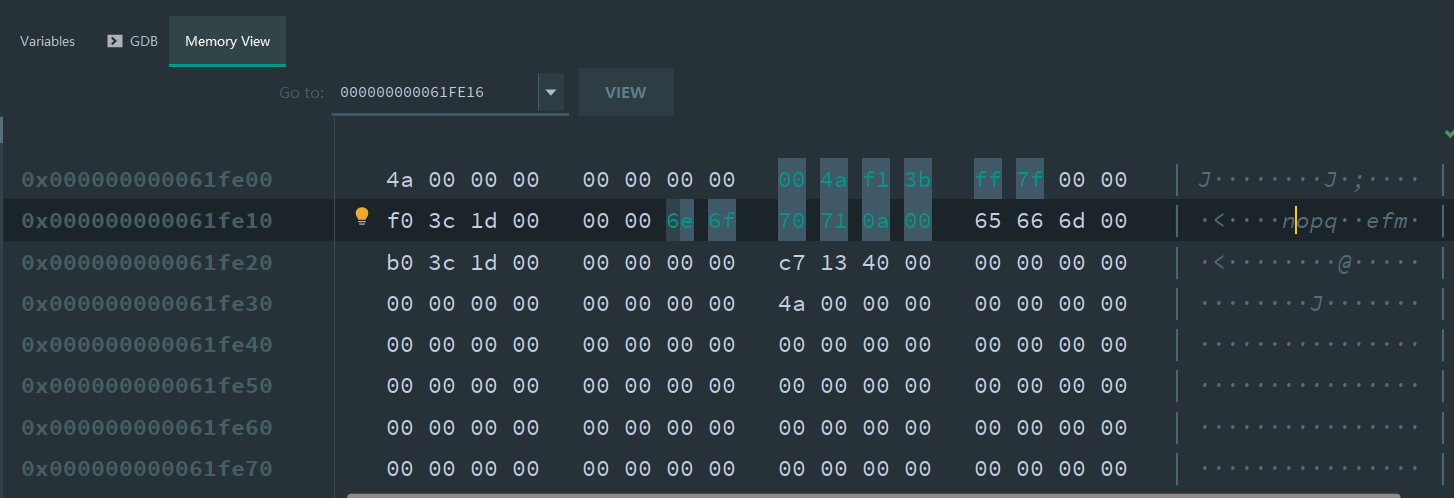 Variables GDB Memory View
Go to: 000000000061FE16 VIEW
0x000000000061fe00 4a 00 00 00 00 00 00 00 00 4a f1 3b ff 7f 00 00 J········J·;····
0x000000000061fe10 f0 3c 1d 00 00 00 6e 6f 70 71 0a 00 65 66 6d 00 ·<····nopq··efm·
0x000000000061fe20 b0 3c 1d 00 00 00 00 00 c7 13 40 00 00 00 00 00 ·<········@·····
0x000000000061fe30 00 00 00 00 00 00 00 00 4a 00 00 00 00 00 00 00 ········J·······
0x000000000061fe40 00 00 00 00 00 00 00 00 00 00 00 00 00 00 00 00 ················
0x000000000061fe50 00 00 00 00 00 00 00 00 00 00 00 00 00 00 00 00 ················
0x000000000061fe60 00 00 00 00 00 00 00 00 00 00 00 00 00 00 00 00 ················
0x000000000061fe70 00 00 00 00 00 00 00 00 00 00 00 00 00 00 00 00 ················